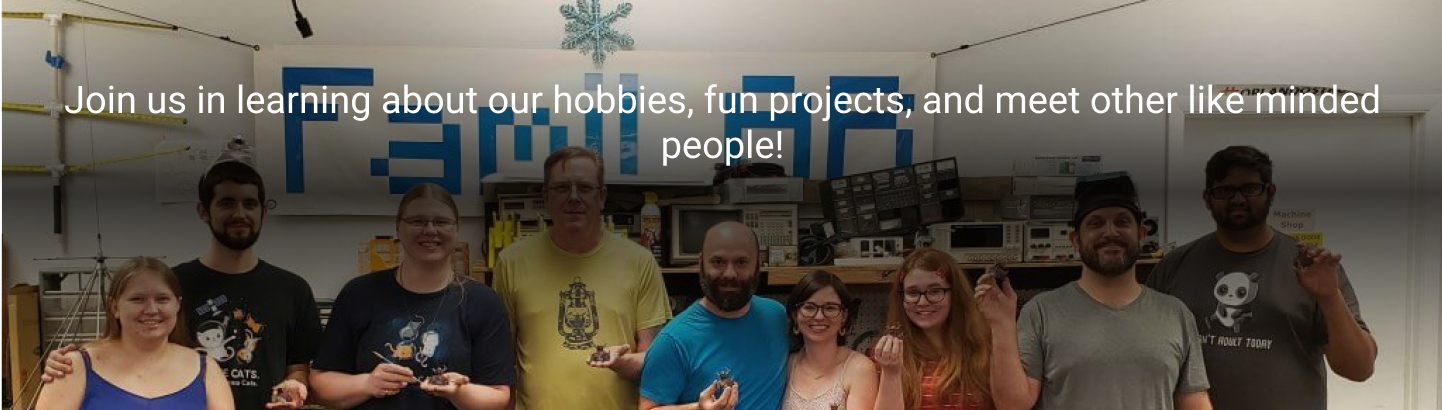 Join us in learning about our hobbies, fun projects, and meet other like minded
people!
FamiLAB
Machine
Shop
CATS.
N'T ADULT TODAY